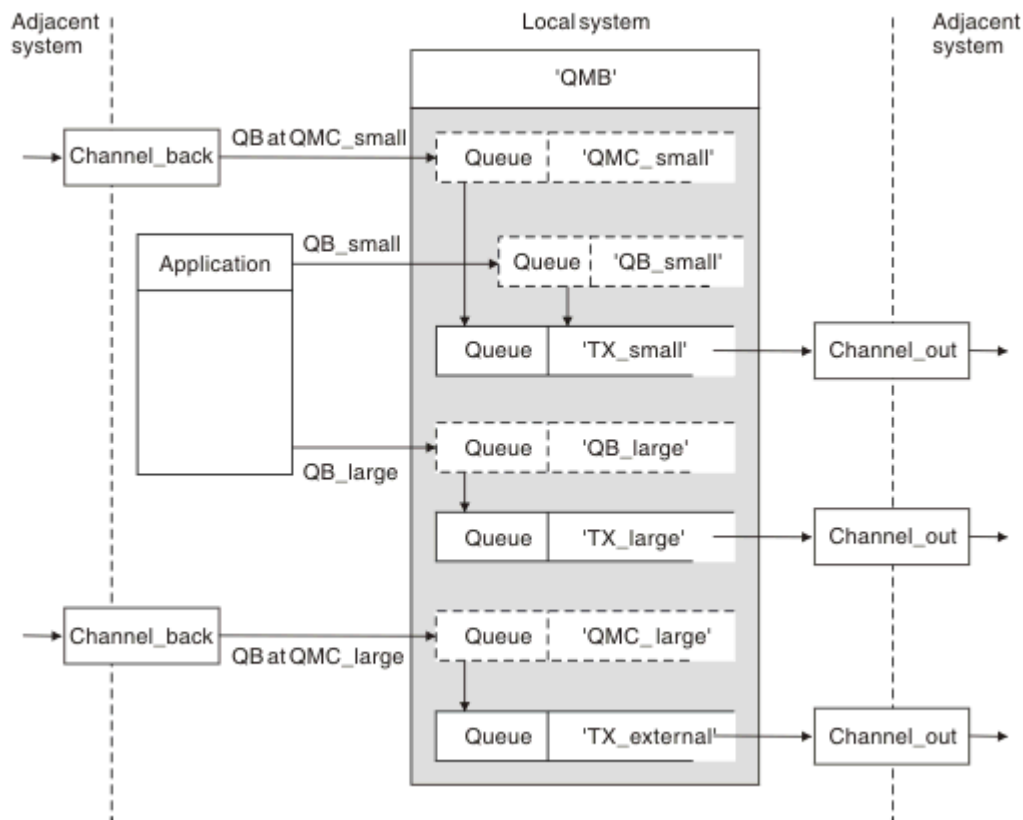 Adjacent
system
Local system
Adjacent
system
'QMB'
Channel_back
QB at QMC_small
Queue
'QMC_small'
Application
QB_small
Queue
'QB_small'
Queue
'TX_small'
Channel_out
QB_large
Queue
'QB_large'
Queue
'TX_large'
Channel_out
Channel_back
QB at QMC_large
Queue
'QMC_large'
Queue
'TX_external'
Channel_out